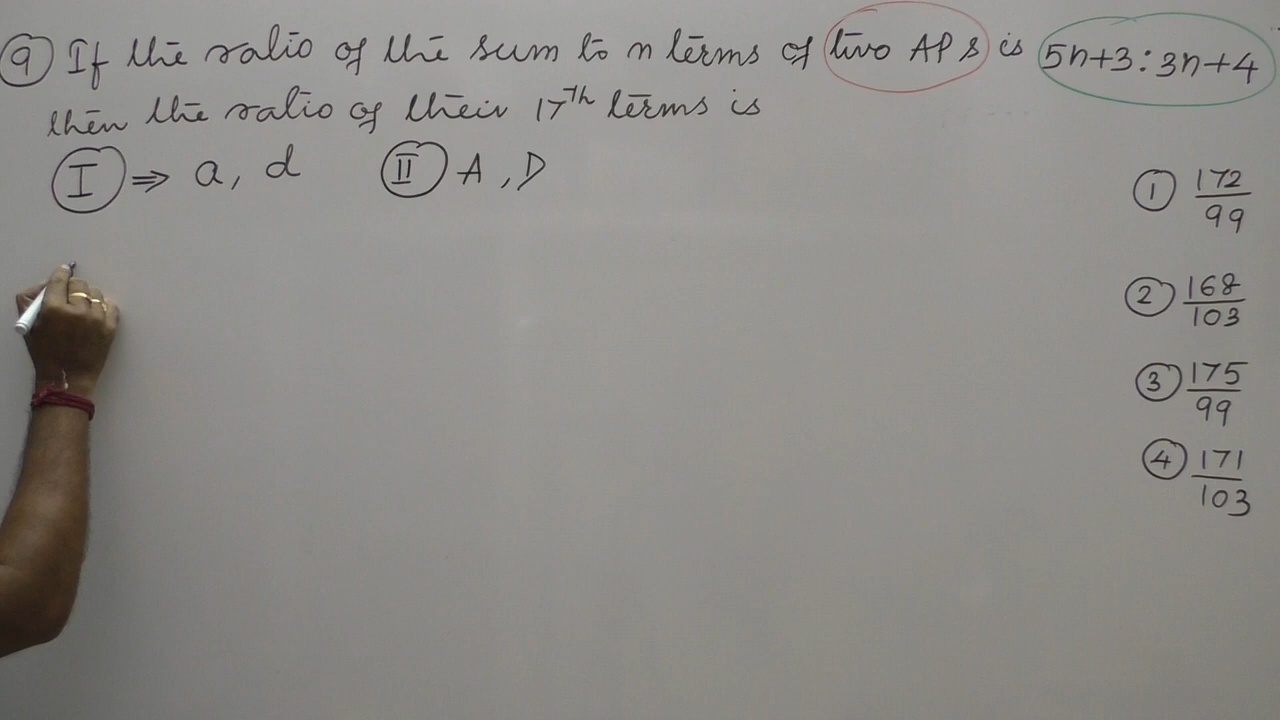 9 If the ratio of the sum to n terms of two AP s is 5n+3 : 3n+4
then the ratio of their 17th terms is
I ⇒ a, d II A, D
1 172/99
2 168/103
3 175/99
4 171/103